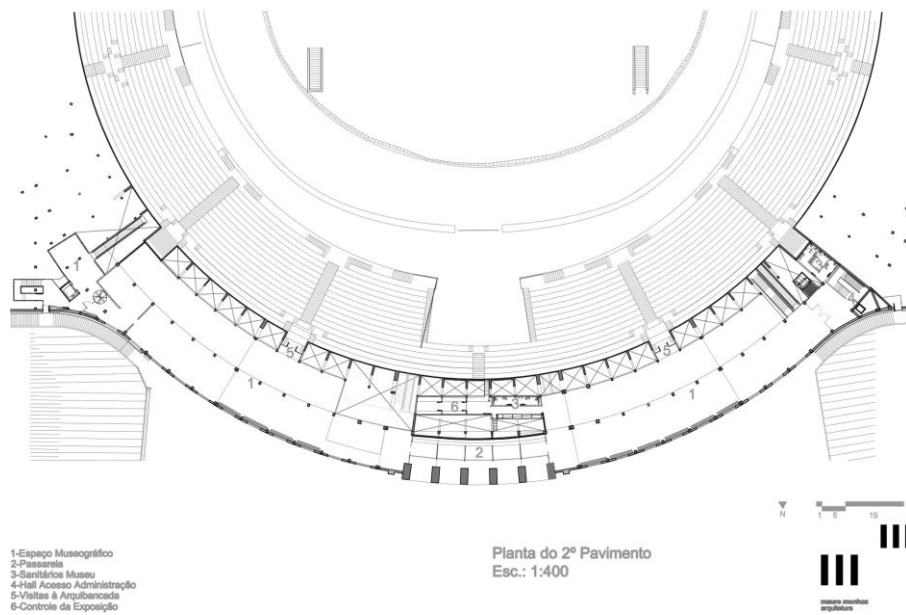 1
5
5
1
6
3
1
3
4
2
N
1 5 15
1-Espaço Museográfico
2-Passarela
3-Sanitários Museu
4-Hall Acesso Administração
5-Visitas à Arquibancada
6-Controle da Exposição
Planta do 2º Pavimento
Esc.: 1:400
mauro munhoz
arquitetura